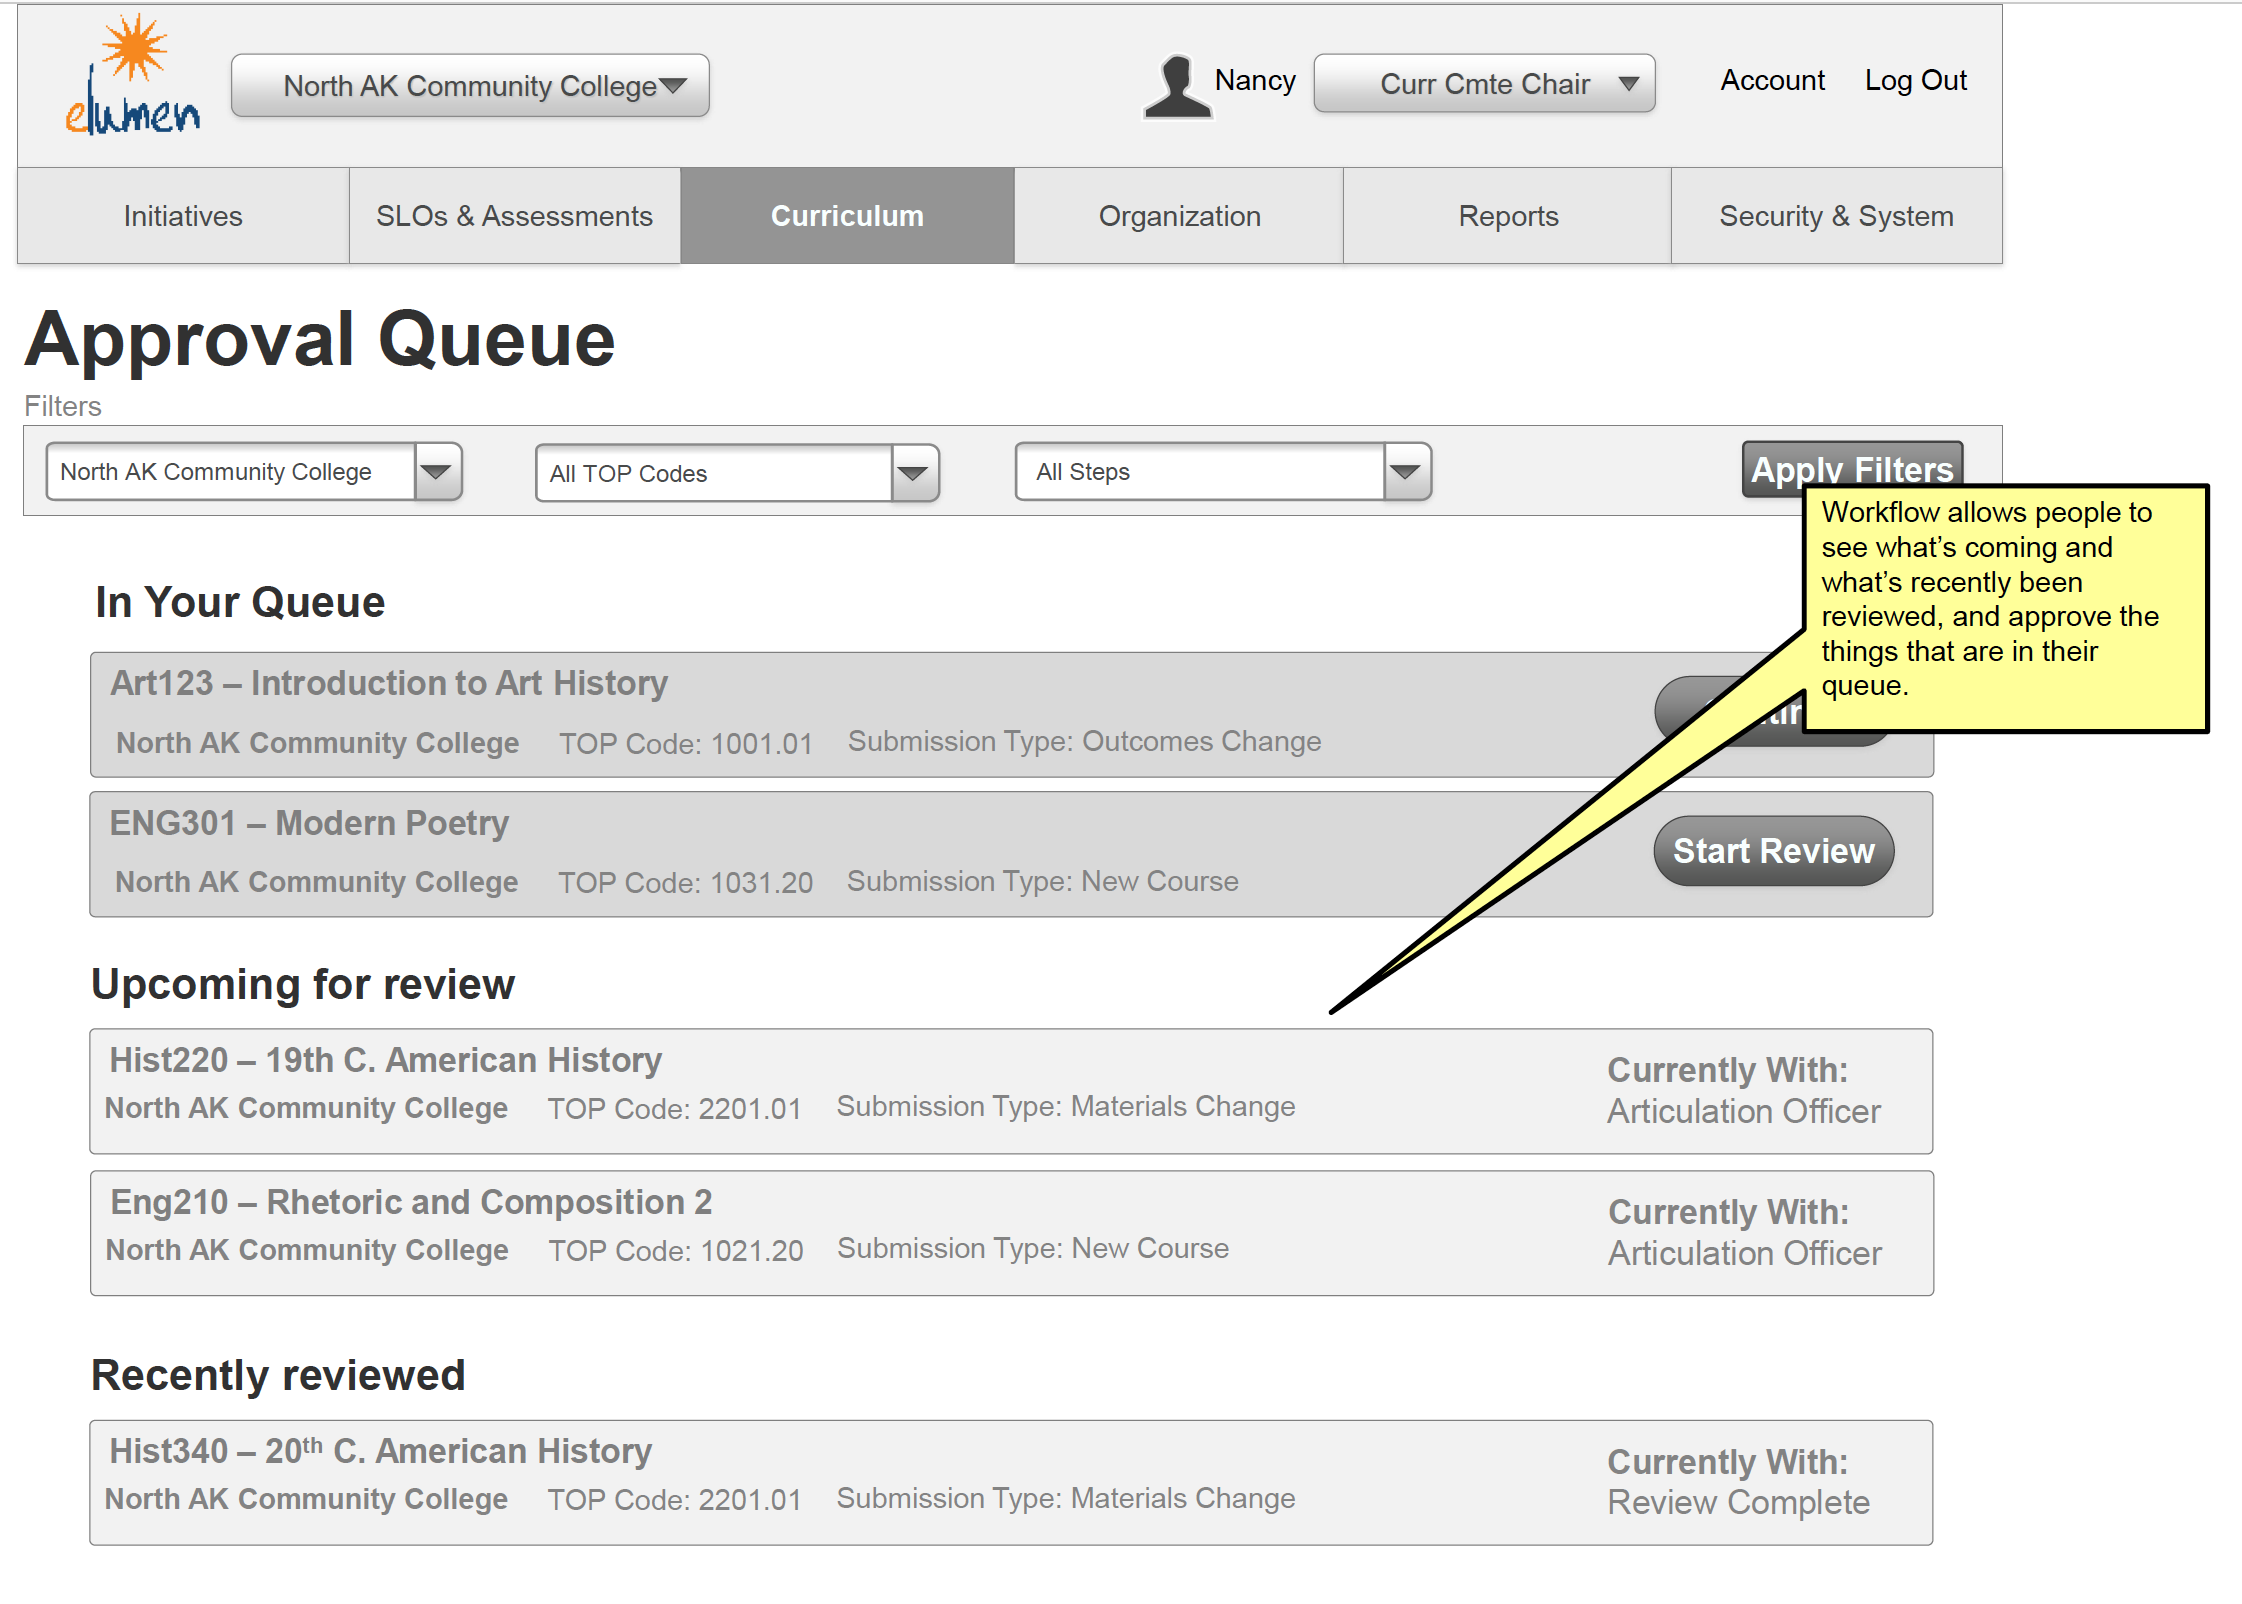 elumen
North AK Community College
Nancy
Curr Cmte Chair
Account
Log Out
Initiatives
SLOs & Assessments
Curriculum
Organization
Reports
Security & System
Approval Queue
Filters
North AK Community College
All TOP Codes
All Steps
Apply Filters
Workflow allows people to
see what’s coming and
what’s recently been
reviewed, and approve the
things that are in their
queue.
In Your Queue
Art123 – Introduction to Art History
North AK Community College TOP Code: 1001.01 Submission Type: Outcomes Change
ENG301 – Modern Poetry
North AK Community College TOP Code: 1031.20 Submission Type: New Course
Start Review
Upcoming for review
Hist220 – 19th C. American History
North AK Community College TOP Code: 2201.01 Submission Type: Materials Change
Currently With:
Articulation Officer
Eng210 – Rhetoric and Composition 2
North AK Community College TOP Code: 1021.20 Submission Type: New Course
Currently With:
Articulation Officer
Recently reviewed
Hist340 – 20th C. American History
North AK Community College TOP Code: 2201.01 Submission Type: Materials Change
Currently With:
Review Complete